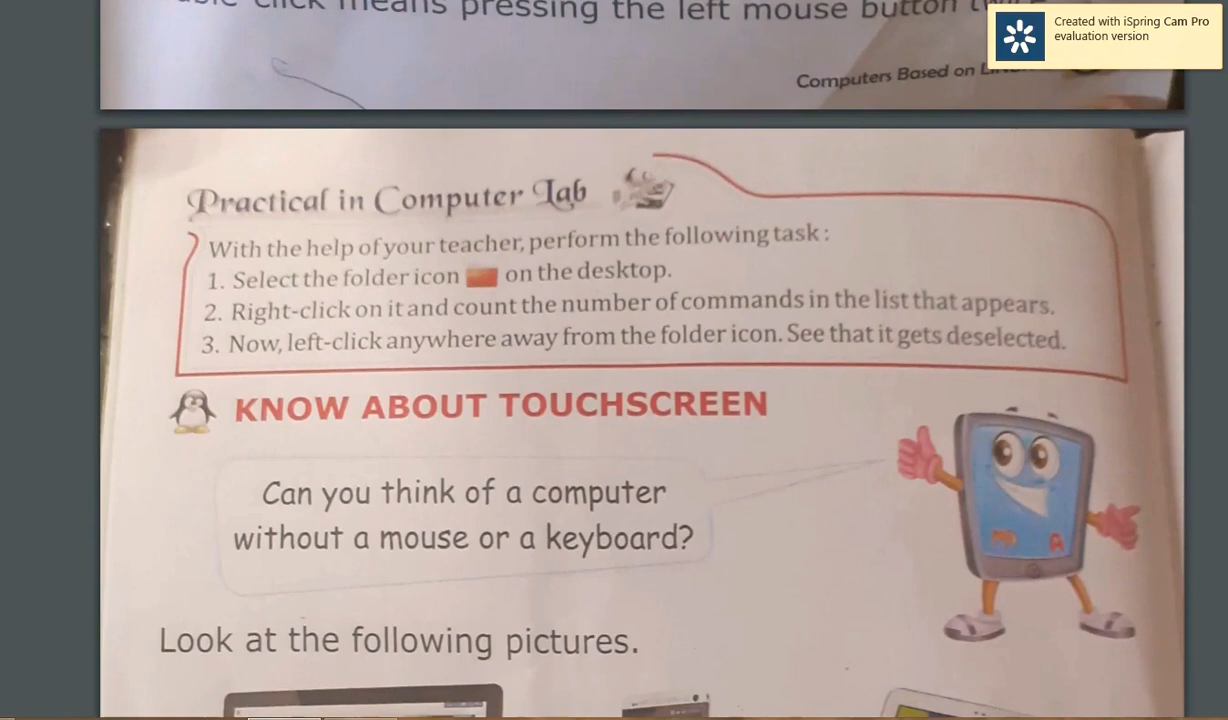 click means pressing the left mouse button
Created with iSpring Cam Pro
evaluation version
Computers Based on
Practical in Computer Lab
With the help of your teacher, perform the following task :
1. Select the folder icon on the desktop.
2. Right-click on it and count the number of commands in the list that appears.
3. Now, left-click anywhere away from the folder icon. See that it gets deselected.
KNOW ABOUT TOUCHSCREEN
Can you think of a computer
without a mouse or a keyboard?
Look at the following pictures.